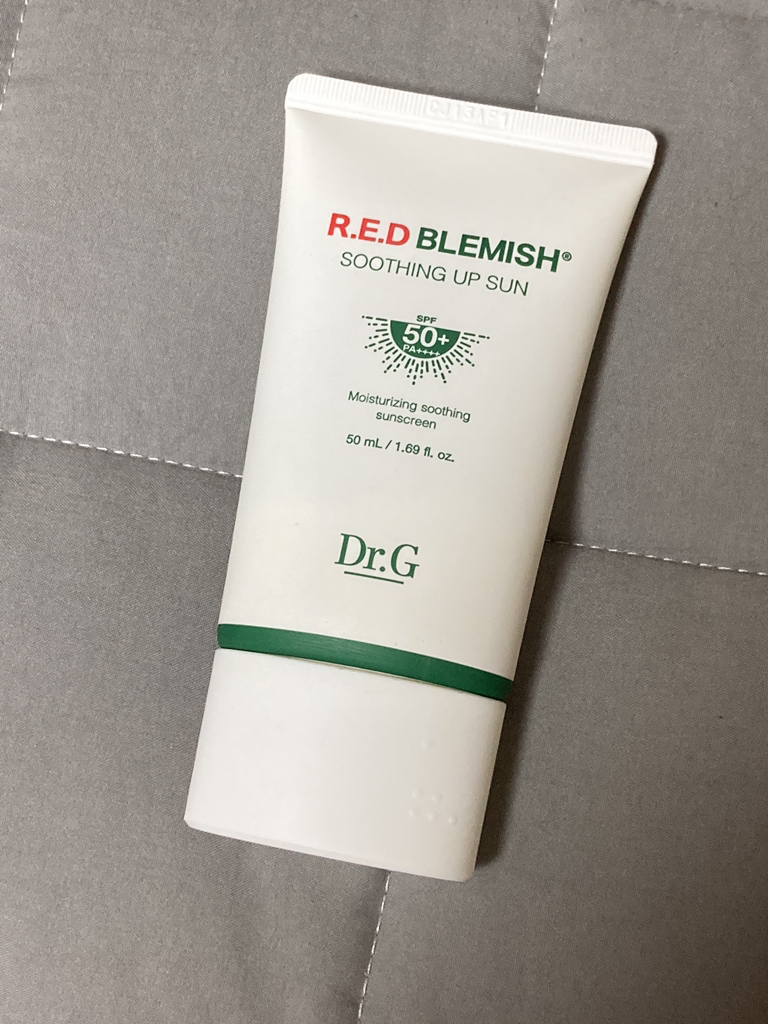 R.E.D BLEMISH®
SOOTHING UP SUN
SPF
50+
PA++++
Moisturizing soothing
sunscreen
50 mL / 1.69 fl. oz.
Dr.G